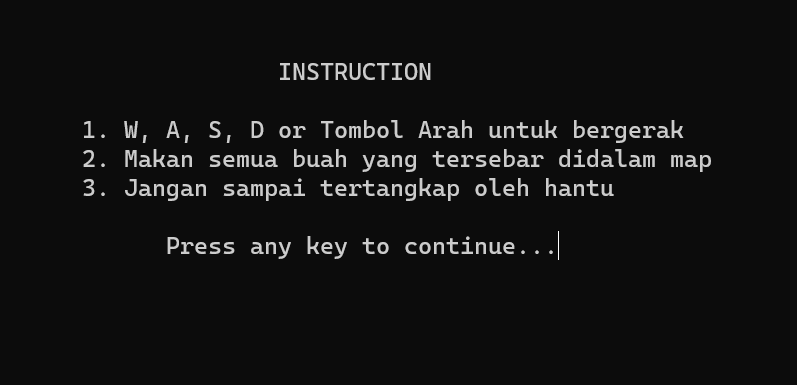 INSTRUCTION
1. W, A, S, D or Tombol Arah untuk bergerak
2. Makan semua buah yang tersebar didalam map
3. Jangan sampai tertangkap oleh hantu
Press any key to continue...